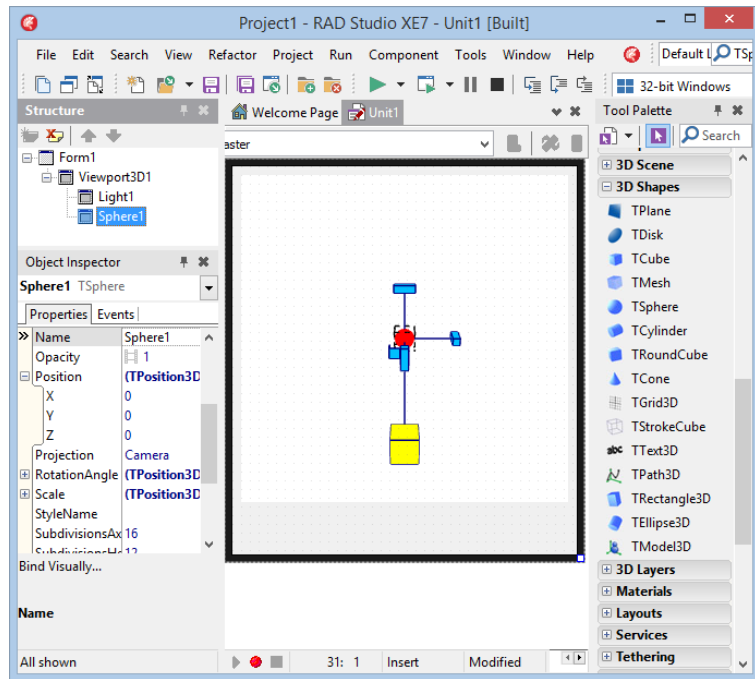 Project1 - RAD Studio XE7 - Unit1 [Built]
File Edit Search View Refactor Project Run Component Tools Window Help Default L TSp
32-bit Windows
Structure
Form1
Viewport3D1
Light1
Sphere1
Object Inspector
Sphere1 TSphere
Properties Events
Name Sphere1
Opacity 1
Position (TPosition3D
X 0
Y 0
Z 0
Projection Camera
RotationAngle (TPosition3D
Scale (TPosition3D
StyleName
SubdivisionsAx 16
SubdivisionsHe 12
Bind Visually...
Name
All shown
Welcome Page Unit1
aster
31: 1 Insert Modified
Tool Palette
Search
3D Scene
3D Shapes
TPlane
TDisk
TCube
TMesh
TSphere
TCylinder
TRoundCube
TCone
TGrid3D
TStrokeCube
abc TText3D
TPath3D
TRectangle3D
TEllipse3D
TModel3D
3D Layers
Materials
Layouts
Services
Tethering